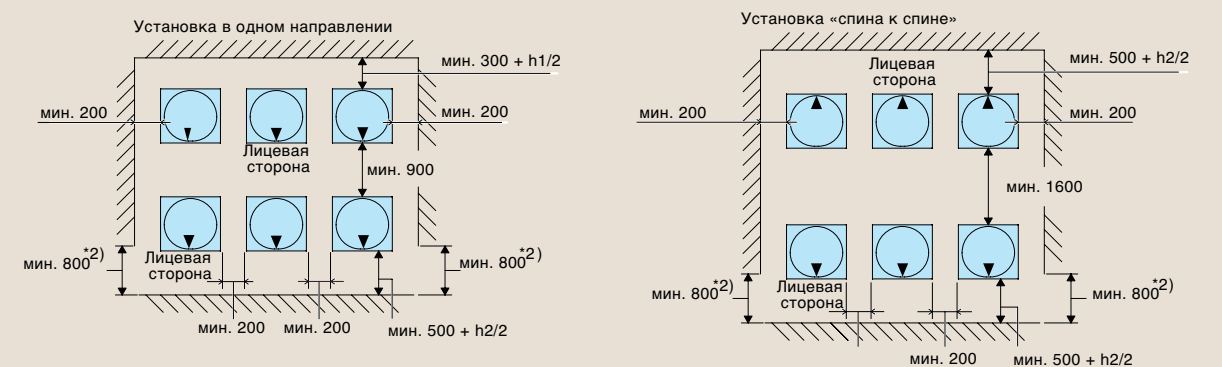 Установка в одном направлении
мин. 300 + h1/2
мин. 200
мин. 200
Лицевая
сторона
мин. 900
мин. 800*2)
Лицевая
сторона
мин. 800*2)
мин. 200
мин. 200
мин. 500 + h2/2
Установка «спина к спине»
мин. 500 + h2/2
Лицевая
сторона
мин. 200
мин. 200
мин. 1600
мин. 800*2)
Лицевая
сторона
мин. 800*2)
мин. 200
мин. 500 + h2/2